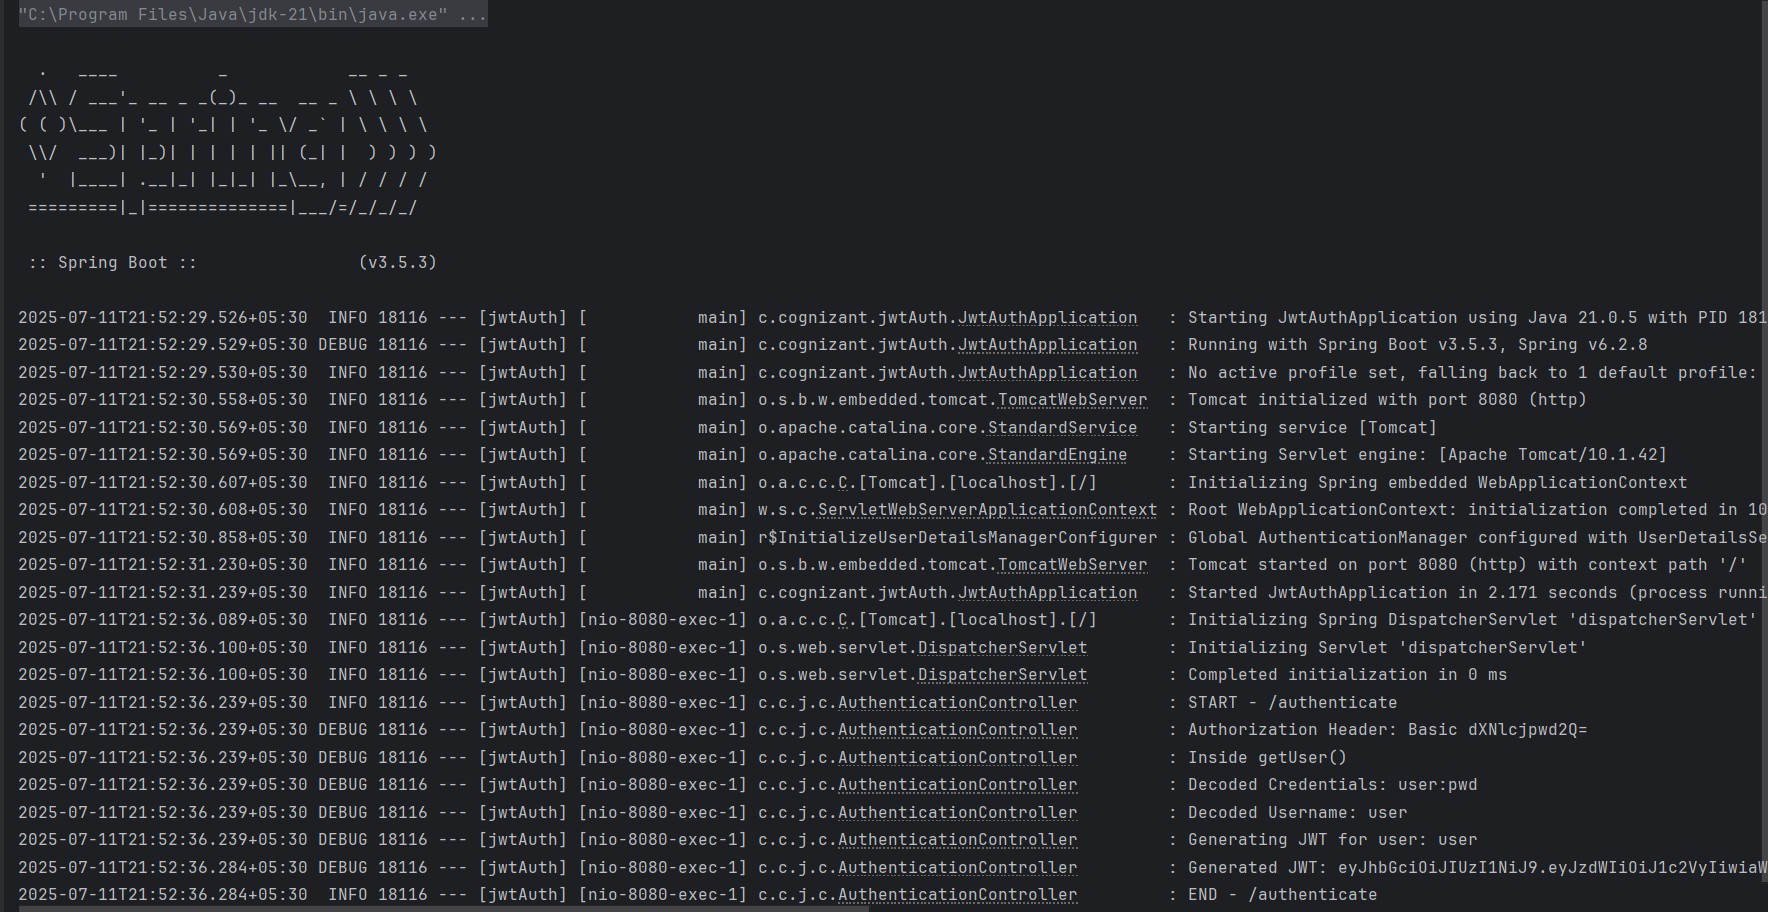 "C:\Program Files\Java\jdk-21\bin\java.exe" ...
  .   ____          _            __ _ _
 /\\ / ___'_ __ _ _(_)_ __  __ _ \ \ \ \
( ( )\___ | '_ | '_| | '_ \/ _` | \ \ \ \
 \\/  ___)| |_)| | | | | || (_| |  ) ) ) )
  '  |____| .__|_| |_|_| |_\__, | / / / /
 =========|_|==============|___/=/_/_/_/
 :: Spring Boot ::                (v3.5.3)
2025-07-11T21:52:29.526+05:30  INFO 18116 --- [jwtAuth] [           main] c.cognizant.jwtAuth.JwtAuthApplication   : Starting JwtAuthApplication using Java 21.0.5 with PID 181
2025-07-11T21:52:29.529+05:30 DEBUG 18116 --- [jwtAuth] [           main] c.cognizant.jwtAuth.JwtAuthApplication   : Running with Spring Boot v3.5.3, Spring v6.2.8
2025-07-11T21:52:29.530+05:30  INFO 18116 --- [jwtAuth] [           main] c.cognizant.jwtAuth.JwtAuthApplication   : No active profile set, falling back to 1 default profile:
2025-07-11T21:52:30.558+05:30  INFO 18116 --- [jwtAuth] [           main] o.s.b.w.embedded.tomcat.TomcatWebServer  : Tomcat initialized with port 8080 (http)
2025-07-11T21:52:30.569+05:30  INFO 18116 --- [jwtAuth] [           main] o.apache.catalina.core.StandardService   : Starting service [Tomcat]
2025-07-11T21:52:30.569+05:30  INFO 18116 --- [jwtAuth] [           main] o.apache.catalina.core.StandardEngine    : Starting Servlet engine: [Apache Tomcat/10.1.42]
2025-07-11T21:52:30.607+05:30  INFO 18116 --- [jwtAuth] [           main] o.a.c.c.C.[Tomcat].[localhost].[/]       : Initializing Spring embedded WebApplicationContext
2025-07-11T21:52:30.608+05:30  INFO 18116 --- [jwtAuth] [           main] w.s.c.ServletWebServerApplicationContext : Root WebApplicationContext: initialization completed in 10
2025-07-11T21:52:30.858+05:30  INFO 18116 --- [jwtAuth] [           main] r$InitializeUserDetailsManagerConfigurer : Global AuthenticationManager configured with UserDetailsSe
2025-07-11T21:52:31.230+05:30  INFO 18116 --- [jwtAuth] [           main] o.s.b.w.embedded.tomcat.TomcatWebServer  : Tomcat started on port 8080 (http) with context path '/'
2025-07-11T21:52:31.239+05:30  INFO 18116 --- [jwtAuth] [           main] c.cognizant.jwtAuth.JwtAuthApplication   : Started JwtAuthApplication in 2.171 seconds (process runni
2025-07-11T21:52:36.089+05:30  INFO 18116 --- [jwtAuth] [nio-8080-exec-1] o.a.c.c.C.[Tomcat].[localhost].[/]       : Initializing Spring DispatcherServlet 'dispatcherServlet'
2025-07-11T21:52:36.100+05:30  INFO 18116 --- [jwtAuth] [nio-8080-exec-1] o.s.web.servlet.DispatcherServlet        : Initializing Servlet 'dispatcherServlet'
2025-07-11T21:52:36.100+05:30  INFO 18116 --- [jwtAuth] [nio-8080-exec-1] o.s.web.servlet.DispatcherServlet        : Completed initialization in 0 ms
2025-07-11T21:52:36.239+05:30  INFO 18116 --- [jwtAuth] [nio-8080-exec-1] c.c.j.c.AuthenticationController         : START - /authenticate
2025-07-11T21:52:36.239+05:30 DEBUG 18116 --- [jwtAuth] [nio-8080-exec-1] c.c.j.c.AuthenticationController         : Authorization Header: Basic dXNlcjpwd2Q=
2025-07-11T21:52:36.239+05:30 DEBUG 18116 --- [jwtAuth] [nio-8080-exec-1] c.c.j.c.AuthenticationController         : Inside getUser()
2025-07-11T21:52:36.239+05:30 DEBUG 18116 --- [jwtAuth] [nio-8080-exec-1] c.c.j.c.AuthenticationController         : Decoded Credentials: user:pwd
2025-07-11T21:52:36.239+05:30 DEBUG 18116 --- [jwtAuth] [nio-8080-exec-1] c.c.j.c.AuthenticationController         : Decoded Username: user
2025-07-11T21:52:36.239+05:30 DEBUG 18116 --- [jwtAuth] [nio-8080-exec-1] c.c.j.c.AuthenticationController         : Generating JWT for user: user
2025-07-11T21:52:36.284+05:30 DEBUG 18116 --- [jwtAuth] [nio-8080-exec-1] c.c.j.c.AuthenticationController         : Generated JWT: eyJhbGciOiJIUzI1NiJ9.eyJzdWIiOiJ1c2VyIiwiaW
2025-07-11T21:52:36.284+05:30  INFO 18116 --- [jwtAuth] [nio-8080-exec-1] c.c.j.c.AuthenticationController         : END - /authenticate